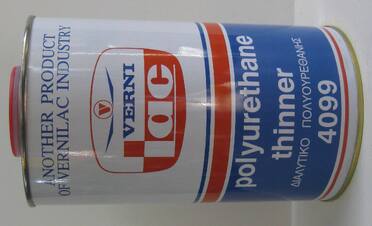 ANOTHER PRODUCT
OF VERNILAC INDUSTRY
VERNI
lac
polyurethane
thinner
ΔΙΑΛΥΤΙΚΟ ΠΟΛΥΟΥΡΕΘΑΝΗΣ
4099